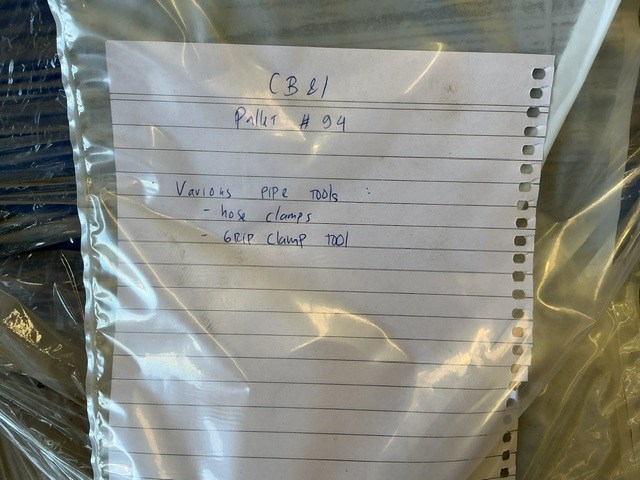 CB&I
Pallet # 94
Various PIPE TOOls :
- hose clamps
- GRIP Clamp TOOl